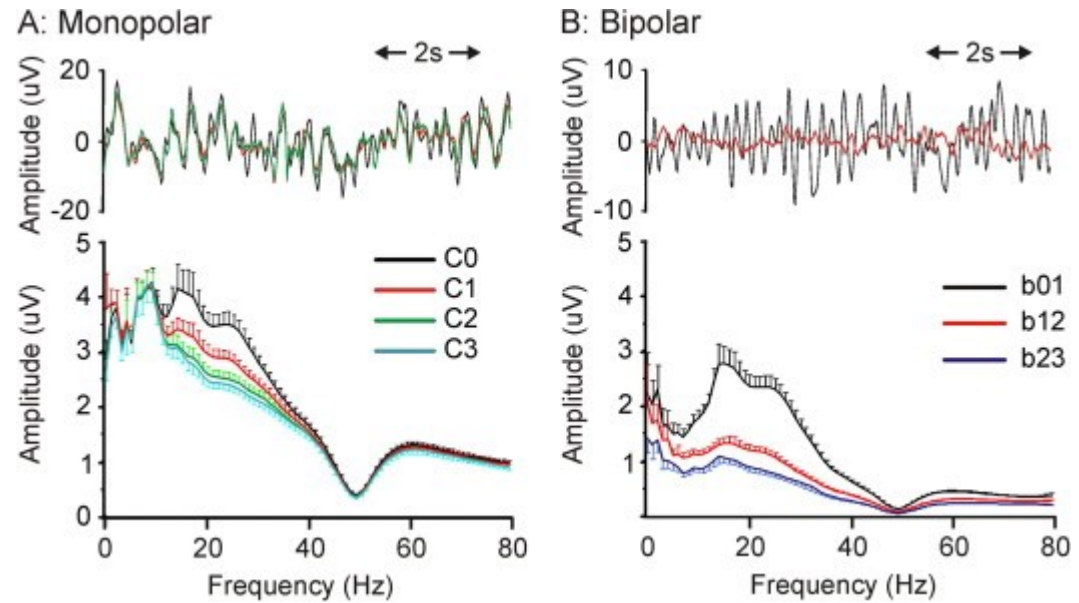 A: Monopolar
B: Bipolar
2s
2s
Amplitude (uV)
20
0
-20
Amplitude (uV)
10
0
-10
Amplitude (uV)
5
4
3
2
1
0
C0
C1
C2
C3
0 20 40 60 80
Frequency (Hz)
Amplitude (uV)
5
4
3
2
1
b01
b12
b23
0 20 40 60 80
Frequency (Hz)